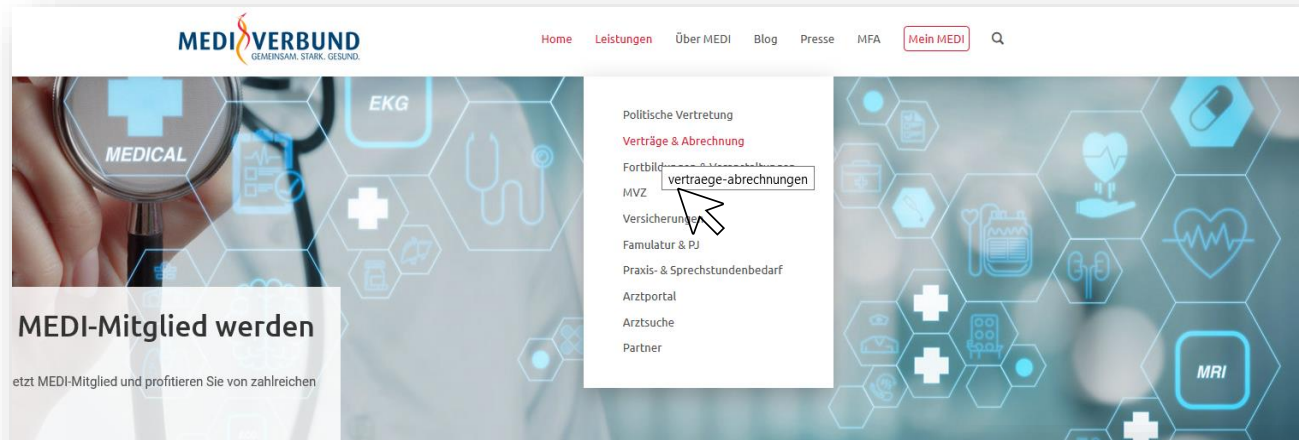 MEDI VERBUND
GEMEINSAM. STARK. GESUND.
Home Leistungen Über MEDI Blog Presse MFA Mein MEDI
EKG
MEDICAL
Politische Vertretung
Verträge & Abrechnung
vertraege-abrechnungen
MVZ
Versicherungen
Famulatur & PJ
Praxis- & Sprechstundenbedarf
Arztportal
Arztsuche
Partner
MEDI-Mitglied werden
etzt MEDI-Mitglied und profitieren Sie von zahlreichen
MRI